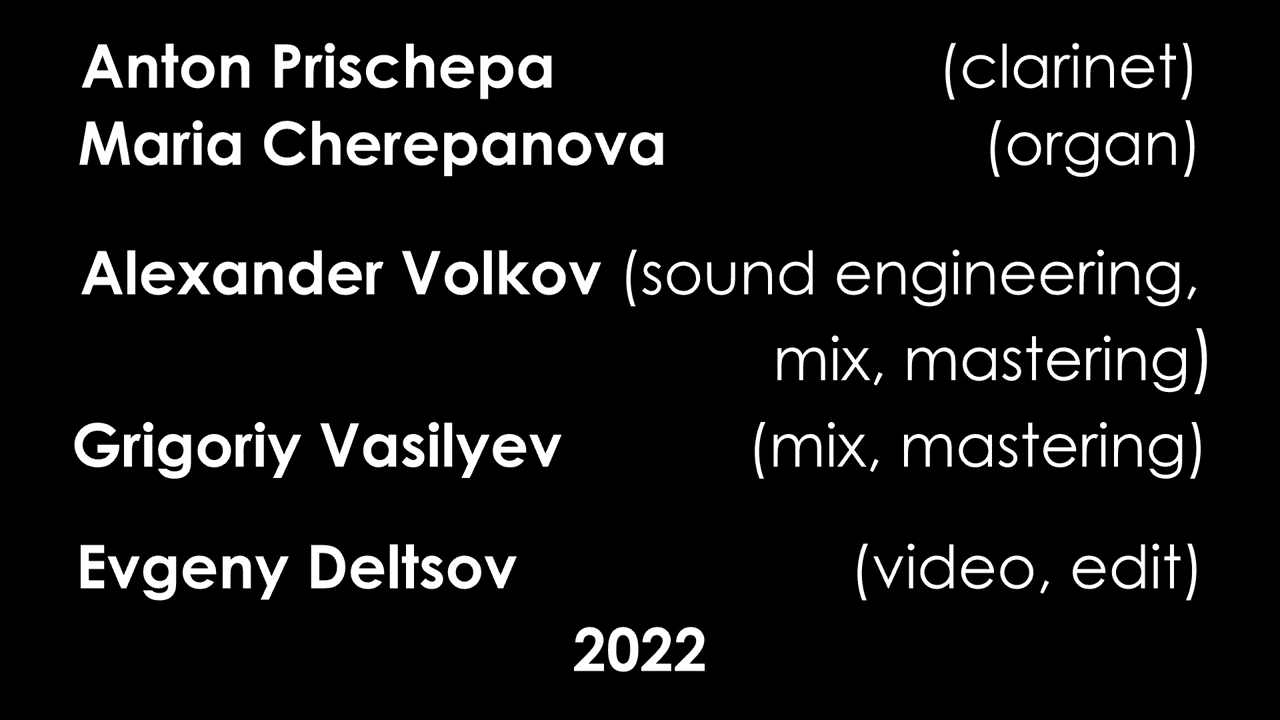 Anton Prischepa (clarinet)
Maria Cherepanova (organ)
Alexander Volkov (sound engineering,
mix, mastering)
Grigoriy Vasilyev (mix, mastering)
Evgeny Deltsov (video, edit)
2022